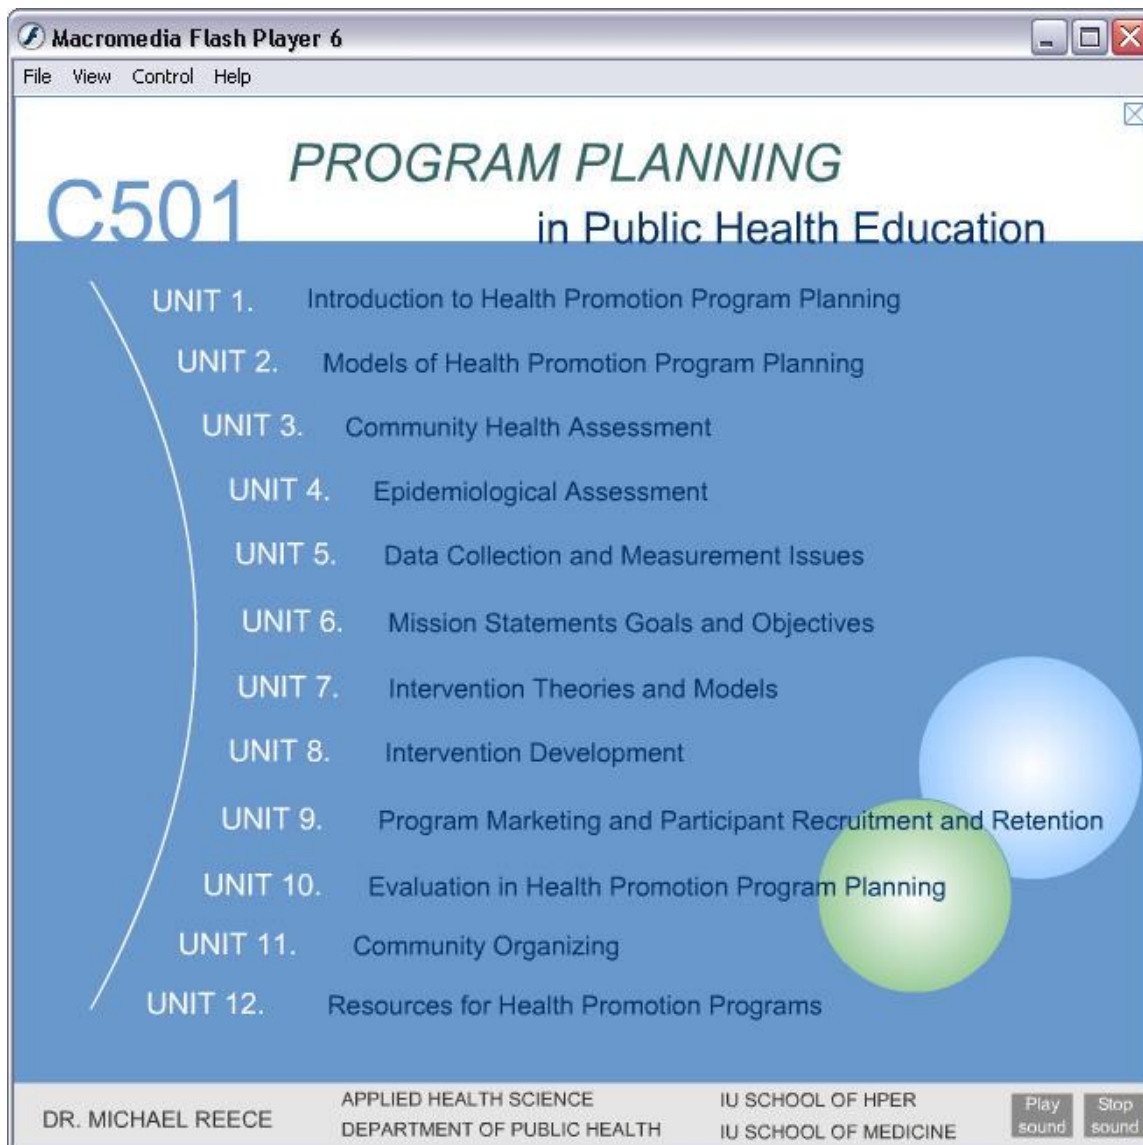 Macromedia Flash Player 6
File View Control Help
PROGRAM PLANNING
C501
in Public Health Education
UNIT 1. Introduction to Health Promotion Program Planning
UNIT 2. Models of Health Promotion Program Planning
UNIT 3. Community Health Assessment
UNIT 4. Epidemiological Assessment
UNIT 5. Data Collection and Measurement Issues
UNIT 6. Mission Statements Goals and Objectives
UNIT 7. Intervention Theories and Models
UNIT 8. Intervention Development
UNIT 9. Program Marketing and Participant Recruitment and Retention
UNIT 10. Evaluation in Health Promotion Program Planning
UNIT 11. Community Organizing
UNIT 12. Resources for Health Promotion Programs
DR. MICHAEL REECE
APPLIED HEALTH SCIENCE
DEPARTMENT OF PUBLIC HEALTH
IU SCHOOL OF HPER
IU SCHOOL OF MEDICINE
Play sound
Stop sound